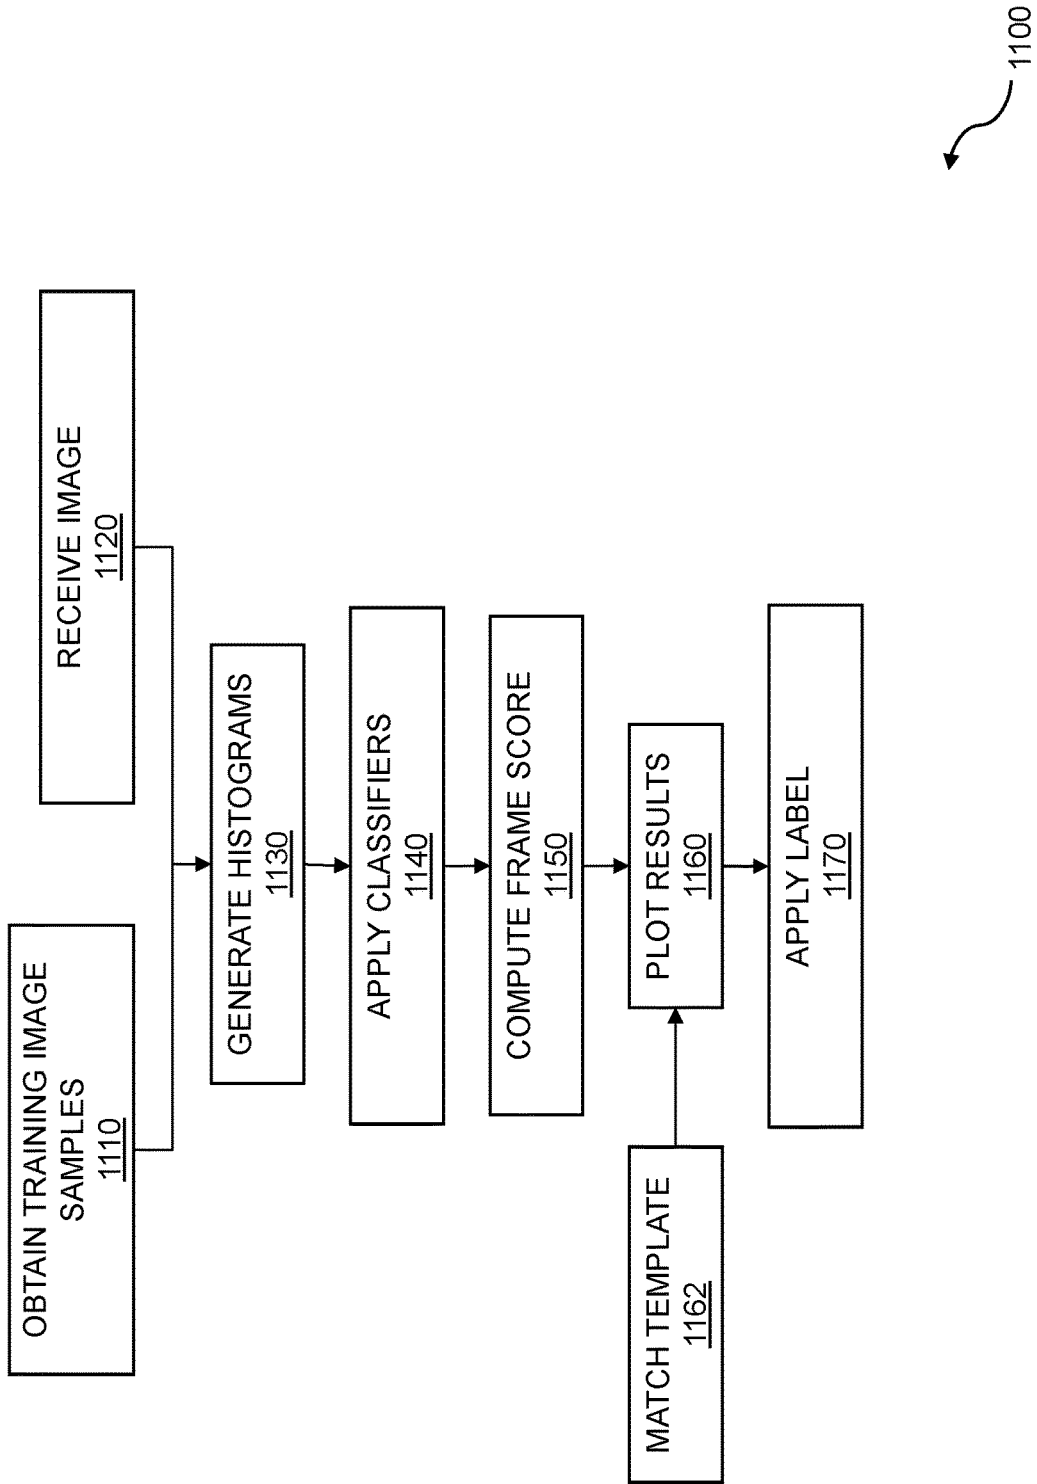 OBTAIN TRAINING IMAGE
SAMPLES
1110
RECEIVE IMAGE
1120
GENERATE HISTOGRAMS
1130
APPLY CLASSIFIERS
1140
COMPUTE FRAME SCORE
1150
MATCH TEMPLATE
1162
PLOT RESULTS
1160
APPLY LABEL
1170
1100